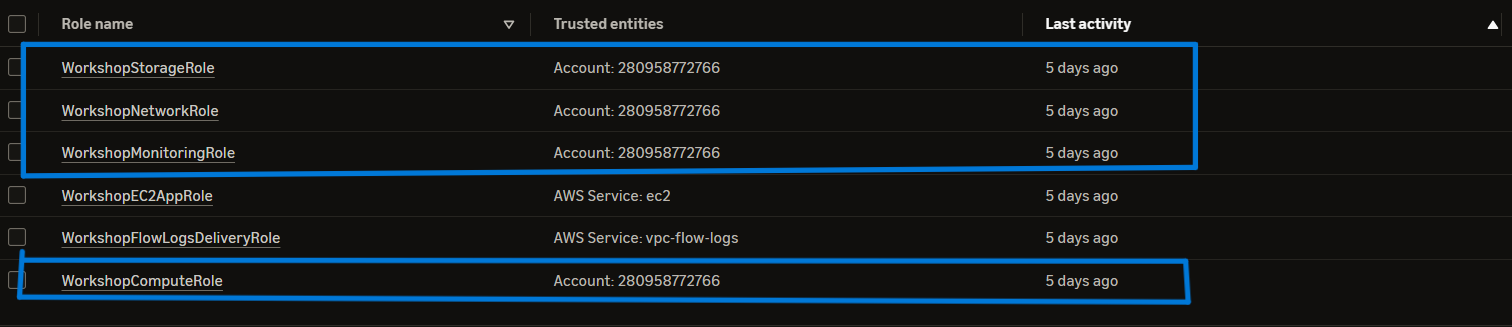 Role name Trusted entities Last activity
WorkshopStorageRole Account: 280958772766 5 days ago
WorkshopNetworkRole Account: 280958772766 5 days ago
WorkshopMonitoringRole Account: 280958772766 5 days ago
WorkshopEC2AppRole AWS Service: ec2 5 days ago
WorkshopFlowLogsDeliveryRole AWS Service: vpc-flow-logs 5 days ago
WorkshopComputeRole Account: 280958772766 5 days ago